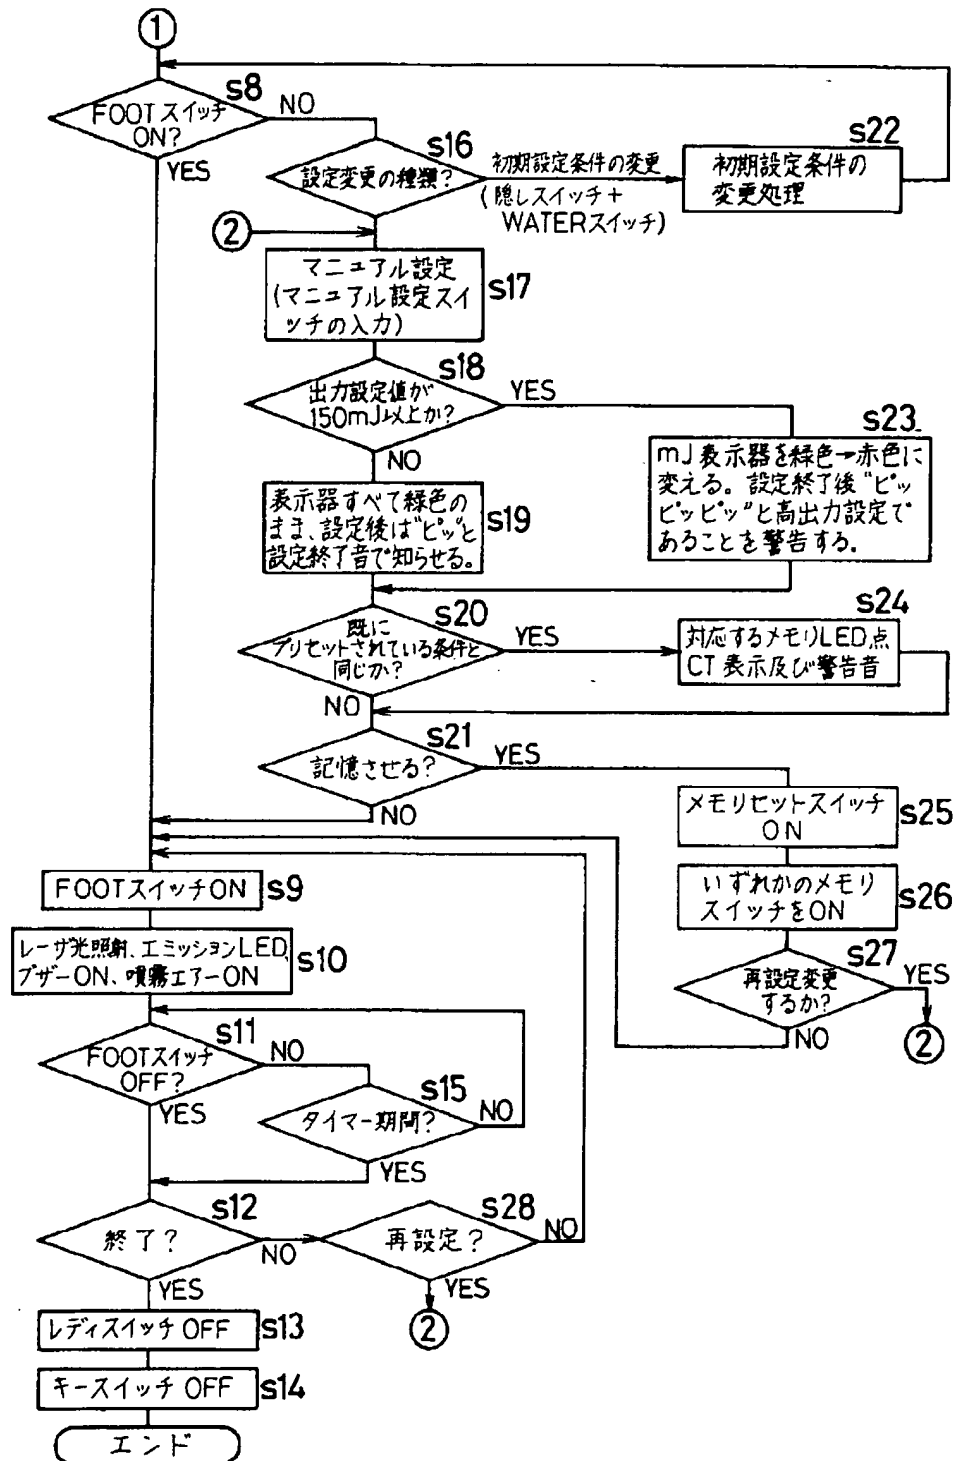 1
FOOTスイッチ
ON?
s8
NO
YES
設定変更の種類?
s16
初期設定条件の変更
(隠しスイッチ+
WATERスイッチ)
初期設定条件の
変更処理
s22
2
マニュアル設定
(マニュアル設定スイ
ッチの入力)
s17
出力設定値が
150mJ以上か?
s18
YES
NO
mJ表示器を緑色→赤色に
変える。設定終了後"ピッ
ピッピッ"と高出力設定で
あることを警告する。
s23
表示器すべて緑色の
まま、設定後は"ピッ"と
設定終了音で知らせる。
s19
既に
プリセットされている条件と
同じか?
s20
YES
NO
対応するメモリLED点
CT表示及び警告音
s24
記憶させる?
s21
YES
NO
メモリセットスイッチ
ON
s25
いずれかのメモリ
スイッチをON
s26
再設定変更
するか?
s27
YES
NO
2
FOOTスイッチON
s9
レーザ光照射、エミッションLED、
ブザーON、噴霧エアーON
s10
FOOTスイッチ
OFF?
s11
NO
YES
タイマー期間?
s15
NO
YES
終了?
s12
NO
YES
再設定?
s28
NO
YES
2
レディスイッチOFF
s13
キースイッチOFF
s14
エンド